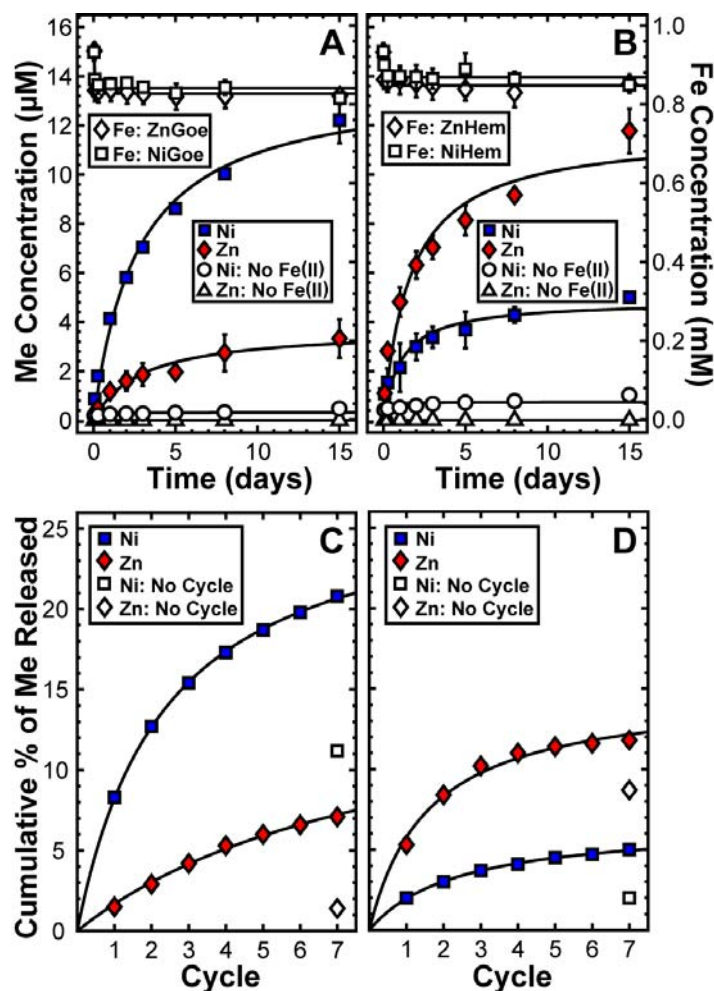 A
B
Me Concentration (μM)
16
14
12
10
8
6
4
2
0
Fe: ZnGoe
Fe: NiGoe
Ni
Zn
Ni: No Fe(II)
Zn: No Fe(II)
0
5
10
15
Time (days)
Fe: ZnHem
Fe: NiHem
Ni
Zn
Ni: No Fe(II)
Zn: No Fe(II)
0
5
10
15
Time (days)
1.0
0.8
0.6
0.4
0.2
0.0
Fe Concentration (mM)
C
D
Cumulative % of Me Released
25
20
15
10
5
0
Ni
Zn
Ni: No Cycle
Zn: No Cycle
1 2 3 4 5 6 7
Cycle
Ni
Zn
Ni: No Cycle
Zn: No Cycle
1 2 3 4 5 6 7
Cycle